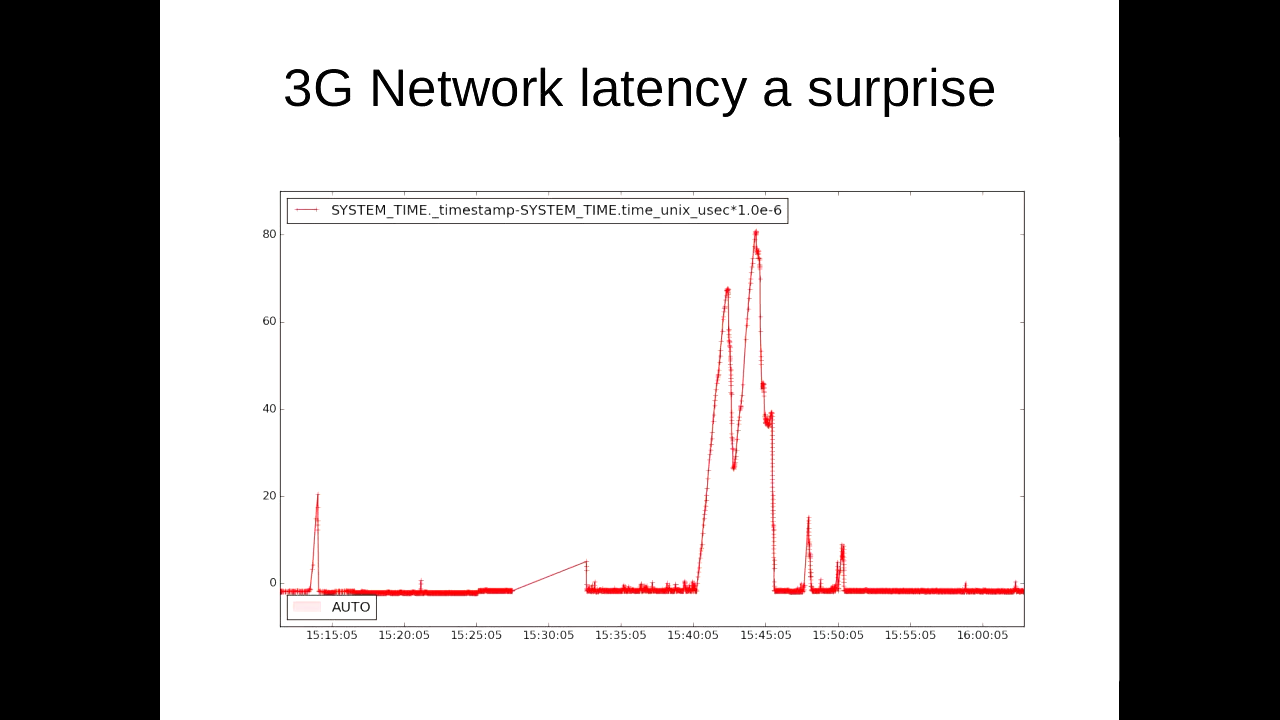 3G Network latency a surprise
SYSTEM_TIME._timestamp-SYSTEM_TIME.time_unix_usec*1.0e-6
80
60
40
20
0
AUTO
15:15:05 15:20:05 15:25:05 15:30:05 15:35:05 15:40:05 15:45:05 15:50:05 15:55:05 16:00:05